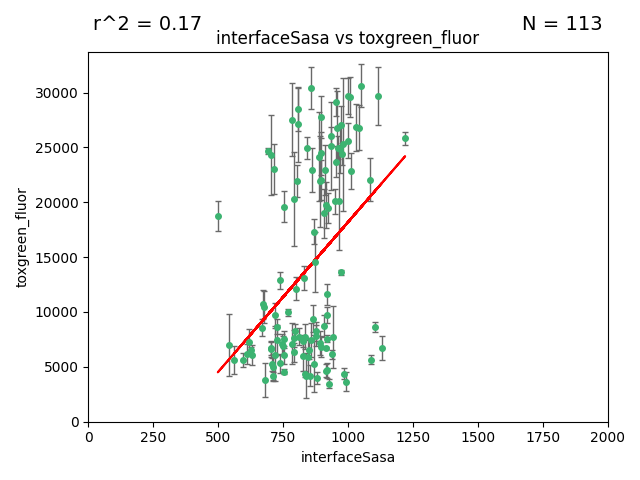 r^2 = 0.17
N = 113
interfaceSasa vs toxgreen_fluor
30000
25000
20000
15000
10000
5000
0
toxgreen_fluor
0 250 500 750 1000 1250 1500 1750 2000
interfaceSasa